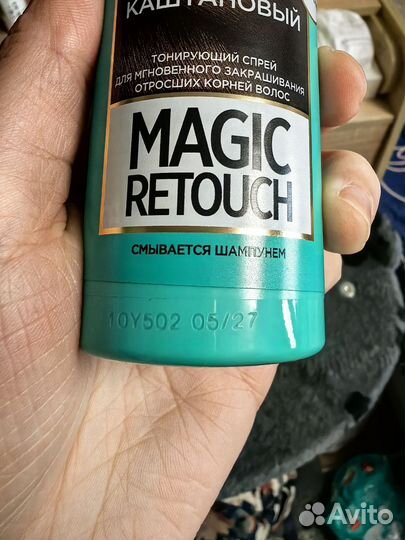 КАШТАНОВЫЙ
ТОНИРУЮЩИЙ СПРЕЙ
ДЛЯ МГНОВЕННОГО ЗАКРАШИВАНИЯ
ОТРОСШИХ КОРНЕЙ ВОЛОС
MAGIC
RETOUCH
СМЫВАЕТСЯ ШАМПУНЕМ
10Y502 05/27
Avito